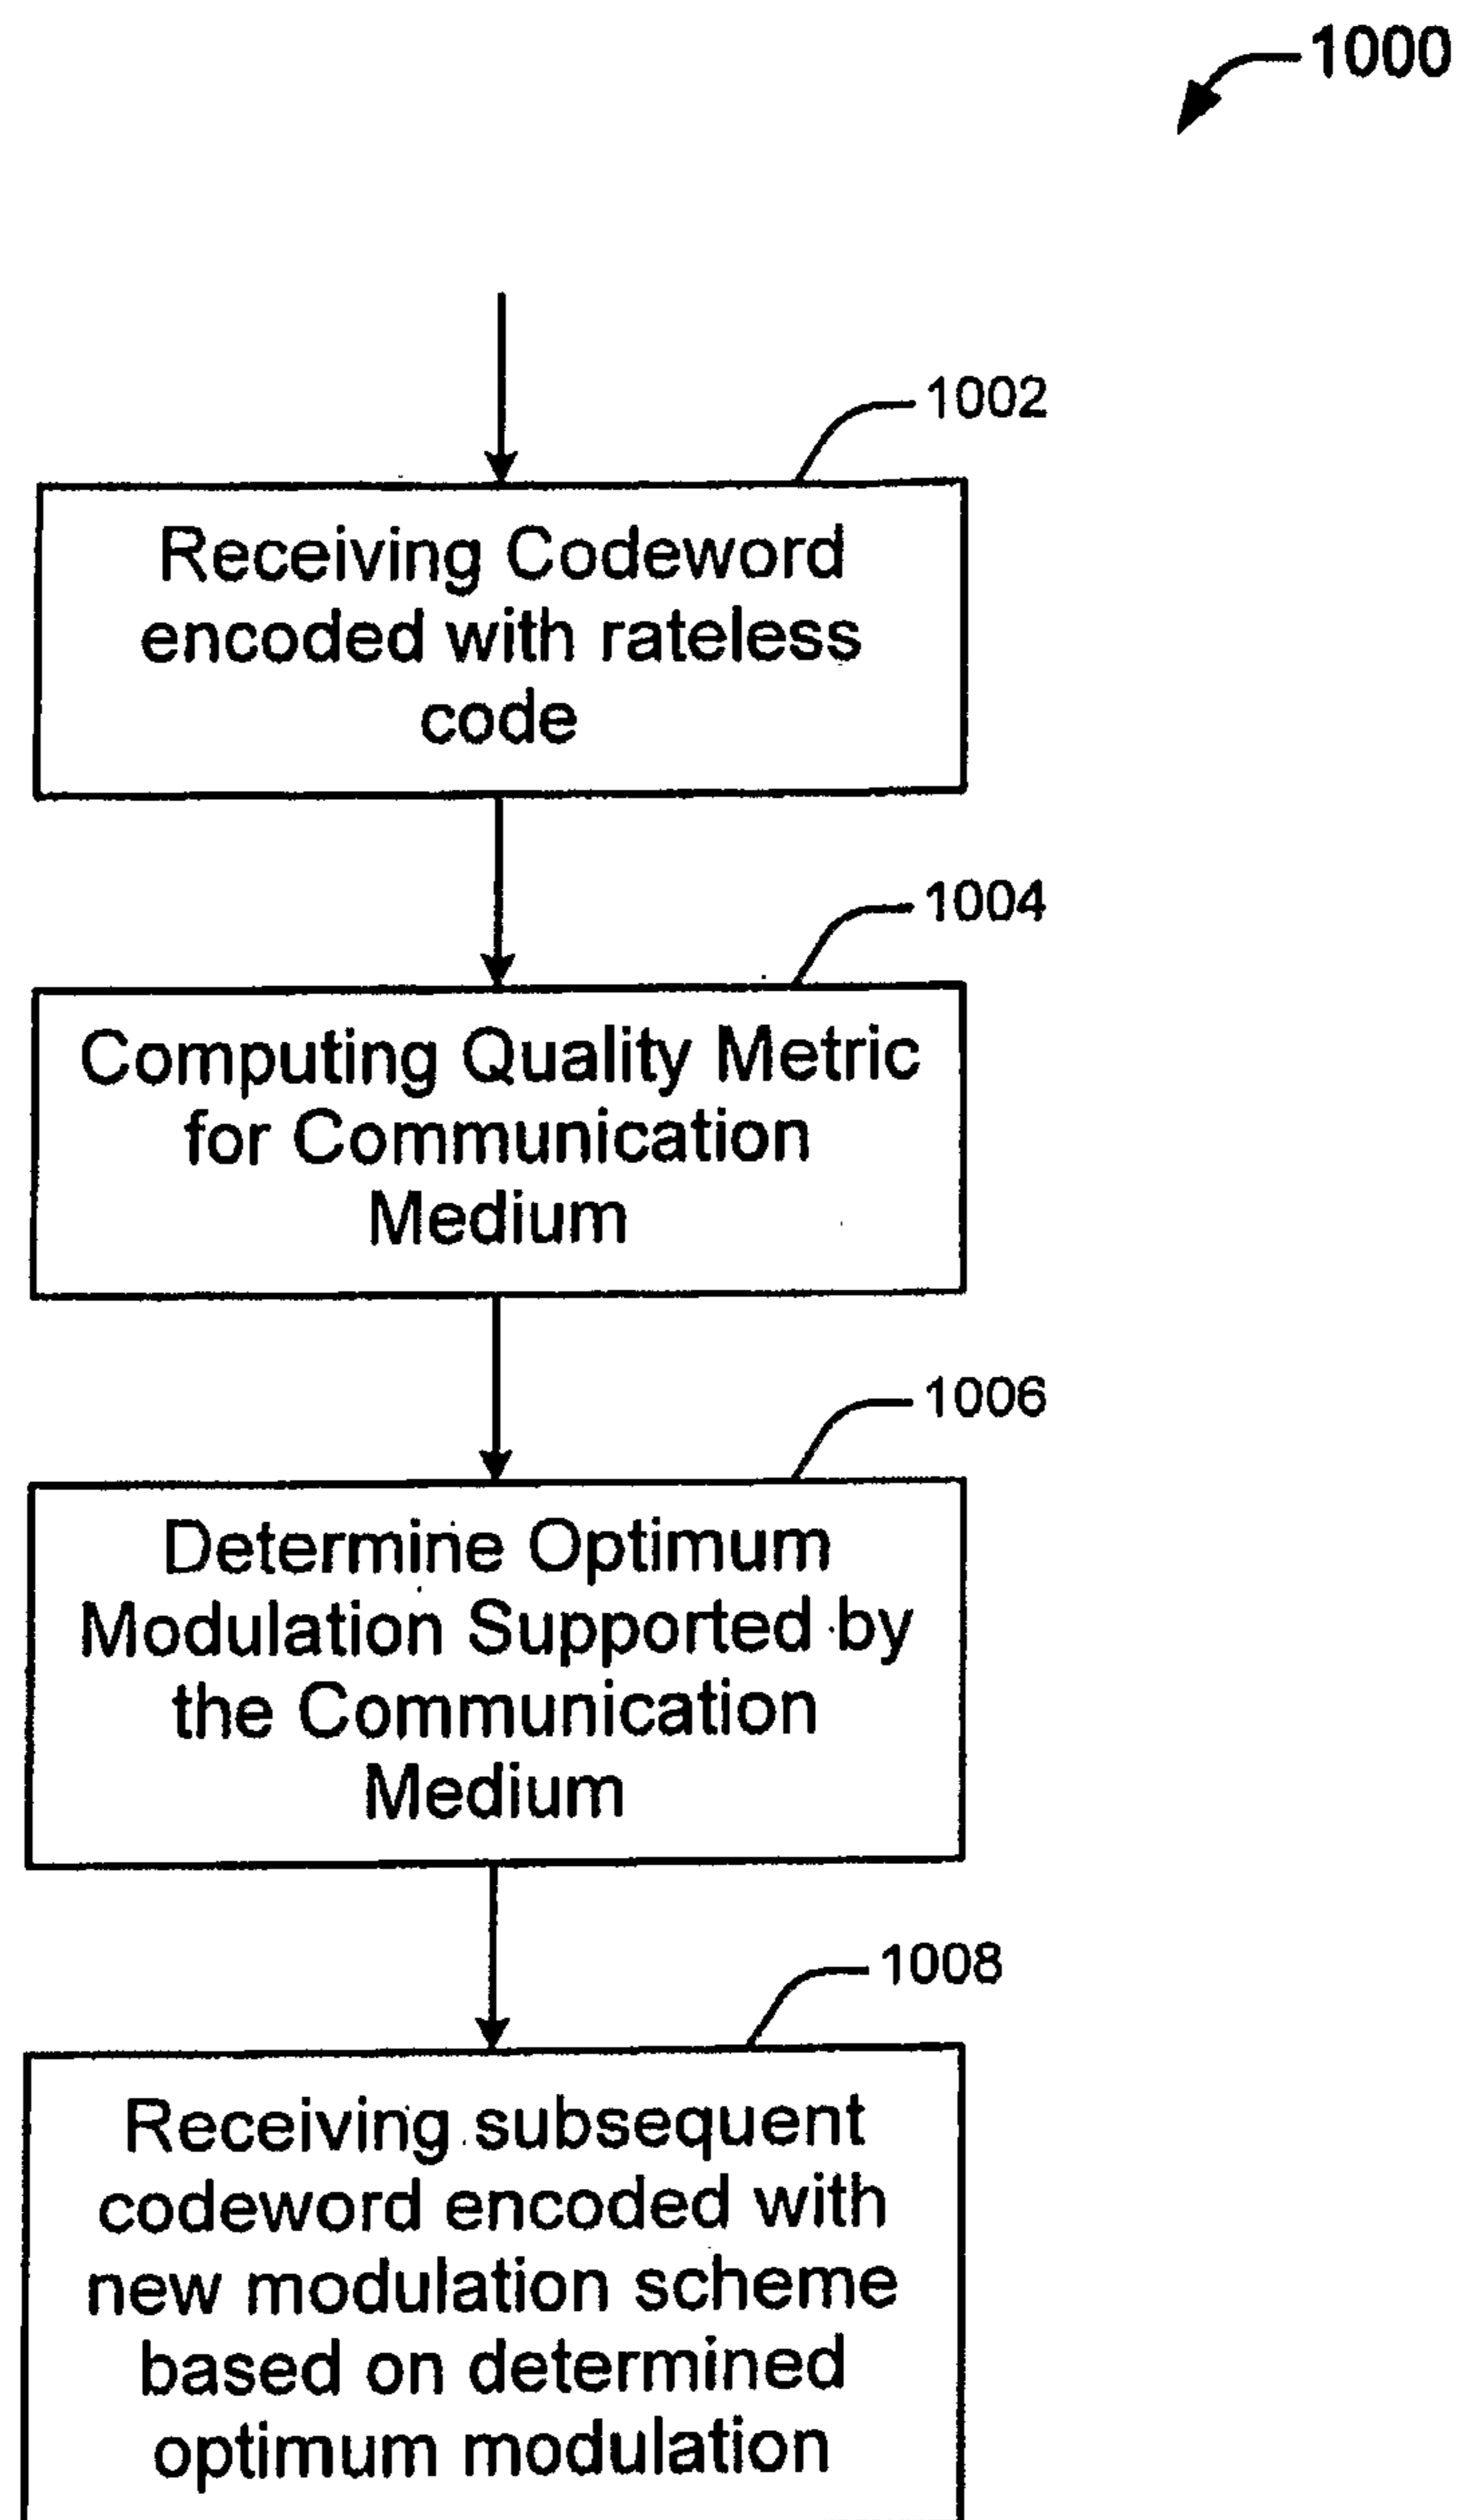 1000
1002
Receiving Codeword
encoded with rateless
code
1004
Computing Quality Metric
for Communication
Medium
1006
Determine Optimum
Modulation Supported by
the Communication
Medium
1008
Receiving subsequent
codeword encoded with
new modulation scheme
based on determined
optimum modulation